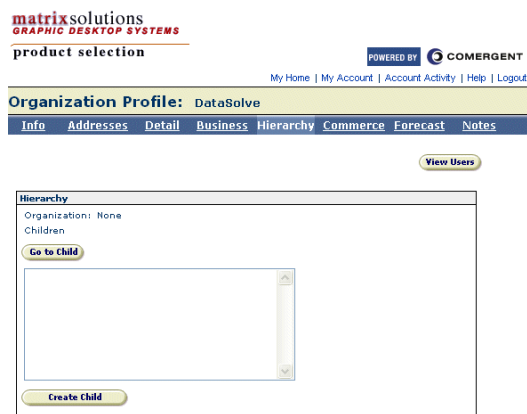 matrixsolutions
GRAPHIC DESKTOP SYSTEMS
product selection
POWERED BY COMERGENT
My Home | My Account | Account Activity | Help | Logout
Organization Profile: DataSolve
Info Addresses Detail Business Hierarchy Commerce Forecast Notes
View Users
Hierarchy
Organization: None
Children
Go to Child
Create Child